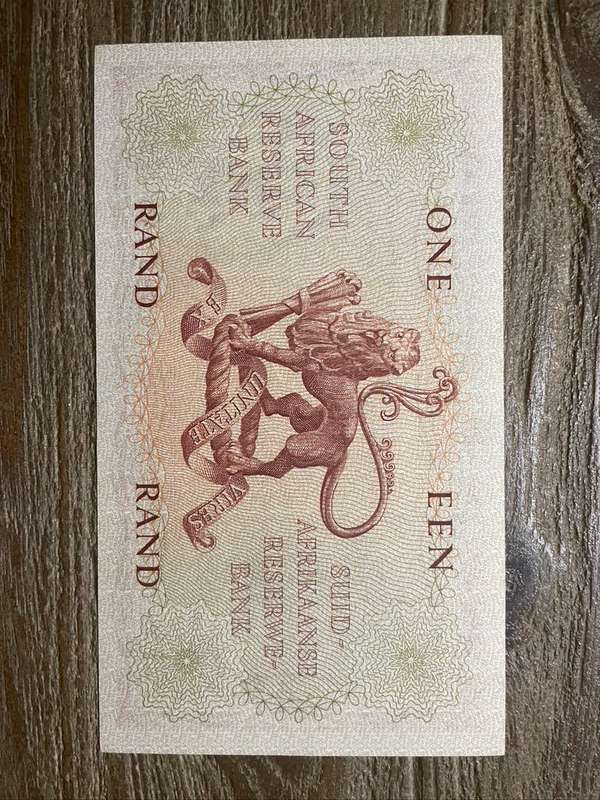 ONE EEN
SOUTH
AFRICAN
RESERVE
BANK
SUID-
AFRIKAANSE
RESERWE-
BANK
EX
UNITATE
VIRES
RAND RAND